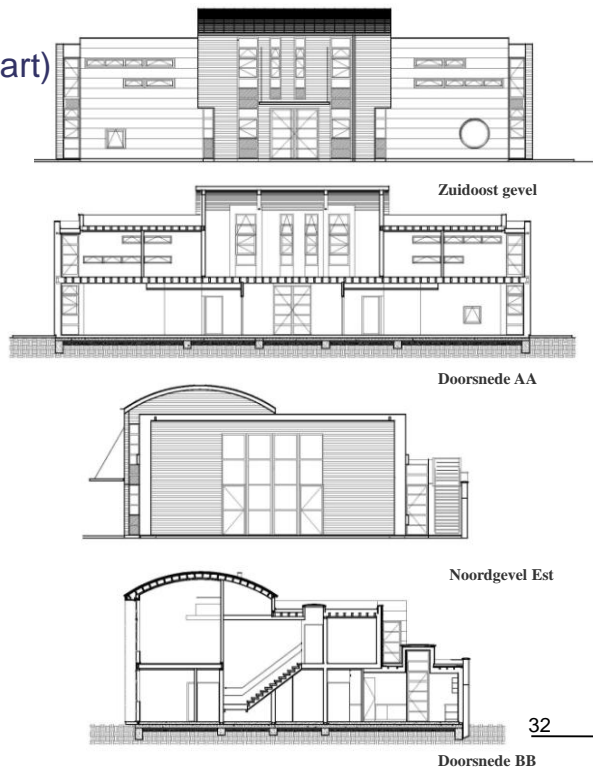 art)
Zuidoost gevel
Doorsnede AA
Noordgevel Est
32
Doorsnede BB